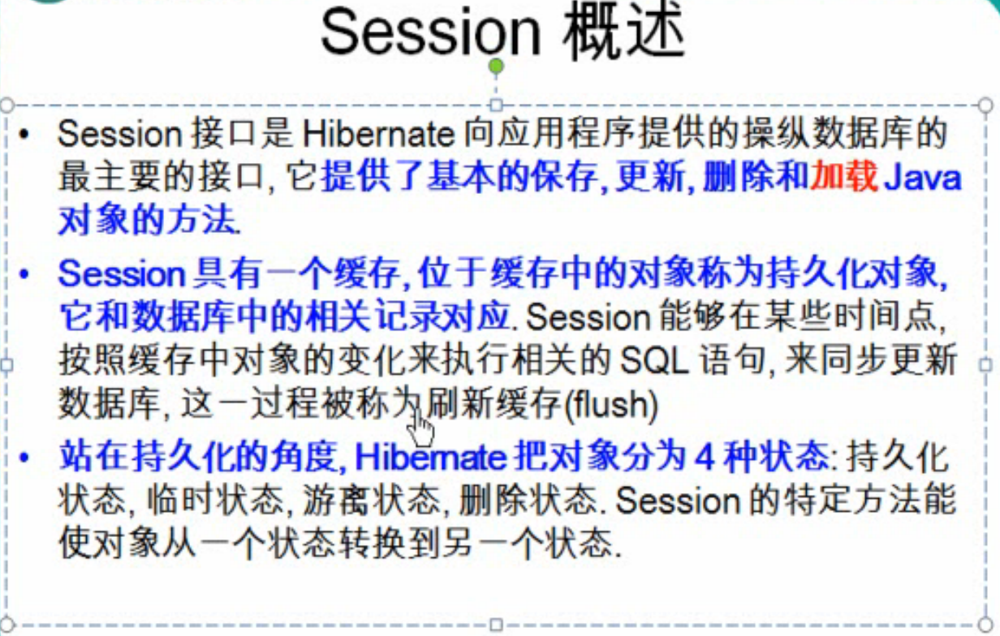 Session 概述
• Session 接口是 Hibernate 向应用程序提供的操纵数据库的
最主要的接口, 它提供了基本的保存, 更新, 删除和加载 Java
对象的方法.
• Session 具有一个缓存, 位于缓存中的对象称为持久化对象,
它和数据库中的相关记录对应. Session 能够在某些时间点,
按照缓存中对象的变化来执行相关的 SQL 语句, 来同步更新
数据库, 这一过程被称为刷新缓存(flush)
• 站在持久化的角度, Hibernate 把对象分为 4 种状态: 持久化
状态, 临时状态, 游离状态, 删除状态. Session 的特定方法能
使对象从一个状态转换到另一个状态.